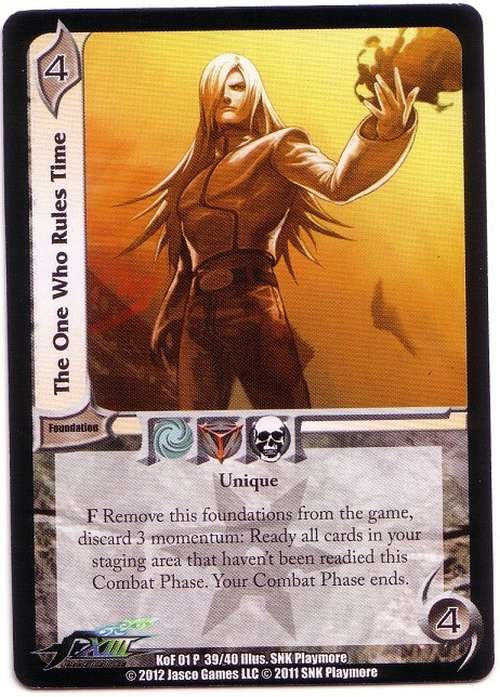 4
The One Who Rules Time
Foundation
Unique
F Remove this foundations from the game,
discard 3 momentum: Ready all cards in your
staging area that haven't been readied this
Combat Phase. Your Combat Phase ends.
4
XIII
KoF 01 P 39/40 Illus. SNK Playmore
© 2012 Jasco Games LLC © 2011 SNK Playmore